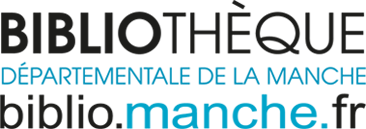 BIBLIOTHÈQUE
DÉPARTEMENTALE DE LA MANCHE
biblio.manche.fr